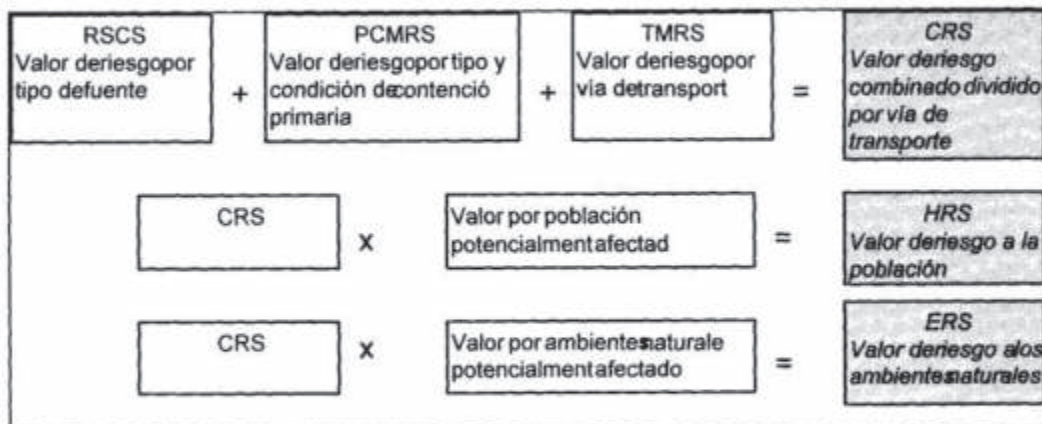 RSCS
Valor deriesgopor
tipo defuente
+
PCMRS
Valor deriesgoportipo y
condición decontenció
primaria
+
TMRS
Valor deriesgopor
vía detransport
=
CRS
Valor deriesgo
combinado dividido
por vía de
transporte
CRS
x
Valor por población
potencialmentafectad
=
HRS
Valor deriesgo a la
población
CRS
x
Valor por ambientesnaturale
potencialmentafectado
=
ERS
Valor deriesgo alos
ambientesnaturales